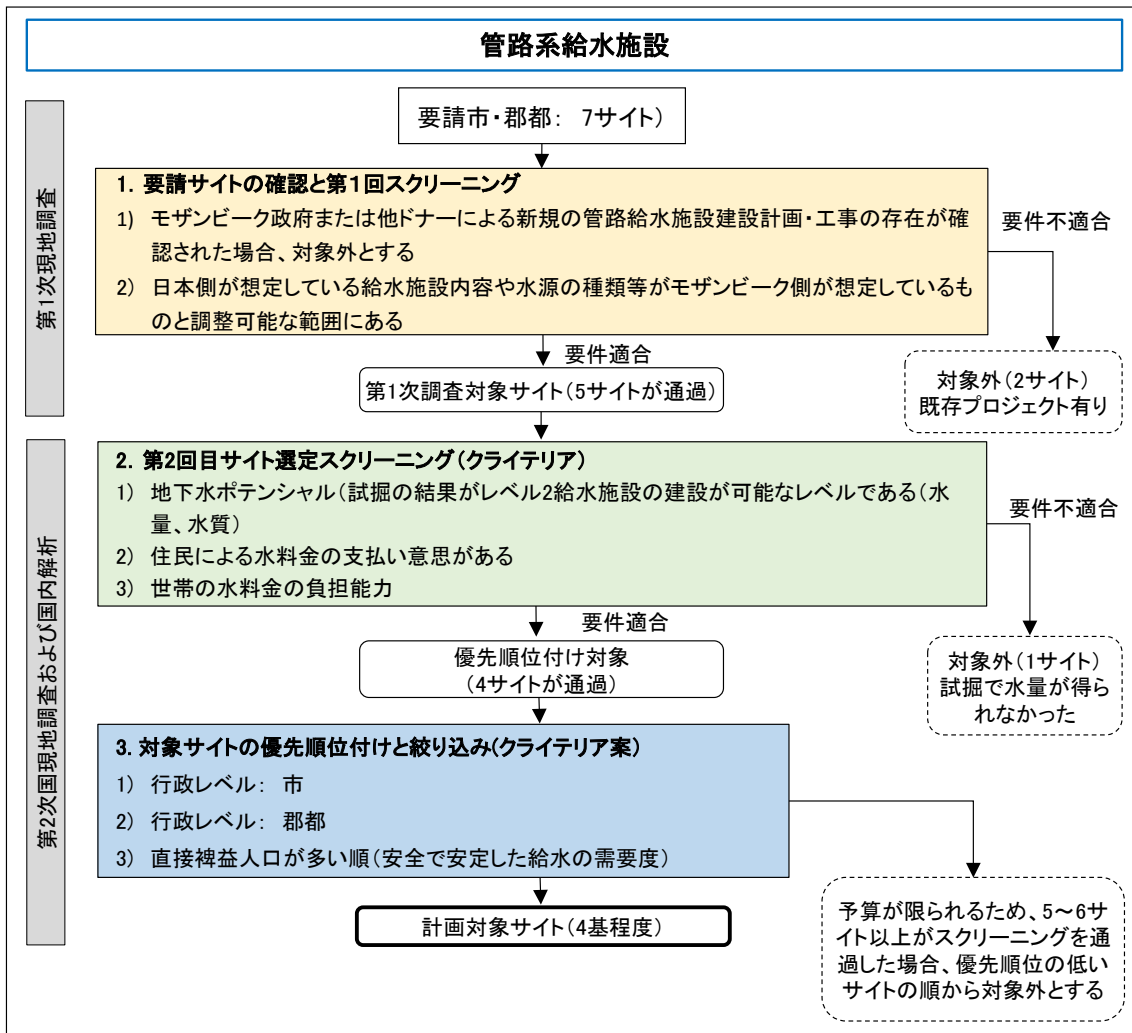 管路系給水施設
要請市・郡都： 7サイト）
第1次現地調査
1. 要請サイトの確認と第1回スクリーニング
1) モザンビーク政府または他ドナーによる新規の管路給水施設建設計画・工事の存在が確
認された場合、対象外とする
2) 日本側が想定している給水施設内容や水源の種類等がモザンビーク側が想定しているも
のと調整可能な範囲にある
要件不適合
要件適合
対象外（2サイト）
既存プロジェクト有り
第1次調査対象サイト（5サイトが通過）
第2次国現地調査および国内解析
2. 第2回目サイト選定スクリーニング（クライテリア）
1) 地下水ポテンシャル（試掘の結果がレベル2給水施設の建設が可能なレベルである（水
量、水質）
2) 住民による水料金の支払い意思がある
3) 世帯の水料金の負担能力
要件不適合
要件適合
対象外（1サイト）
試掘で水量が得ら
れなかった
優先順位付け対象
（4サイトが通過）
3. 対象サイトの優先順位付けと絞り込み(クライテリア案）
1) 行政レベル： 市
2) 行政レベル： 郡都
3) 直接裨益人口が多い順（安全で安定した給水の需要度）
計画対象サイト（4基程度）
予算が限られるため、5～6サ
イト以上がスクリーニングを通
過した場合、優先順位の低い
サイトの順から対象外とする